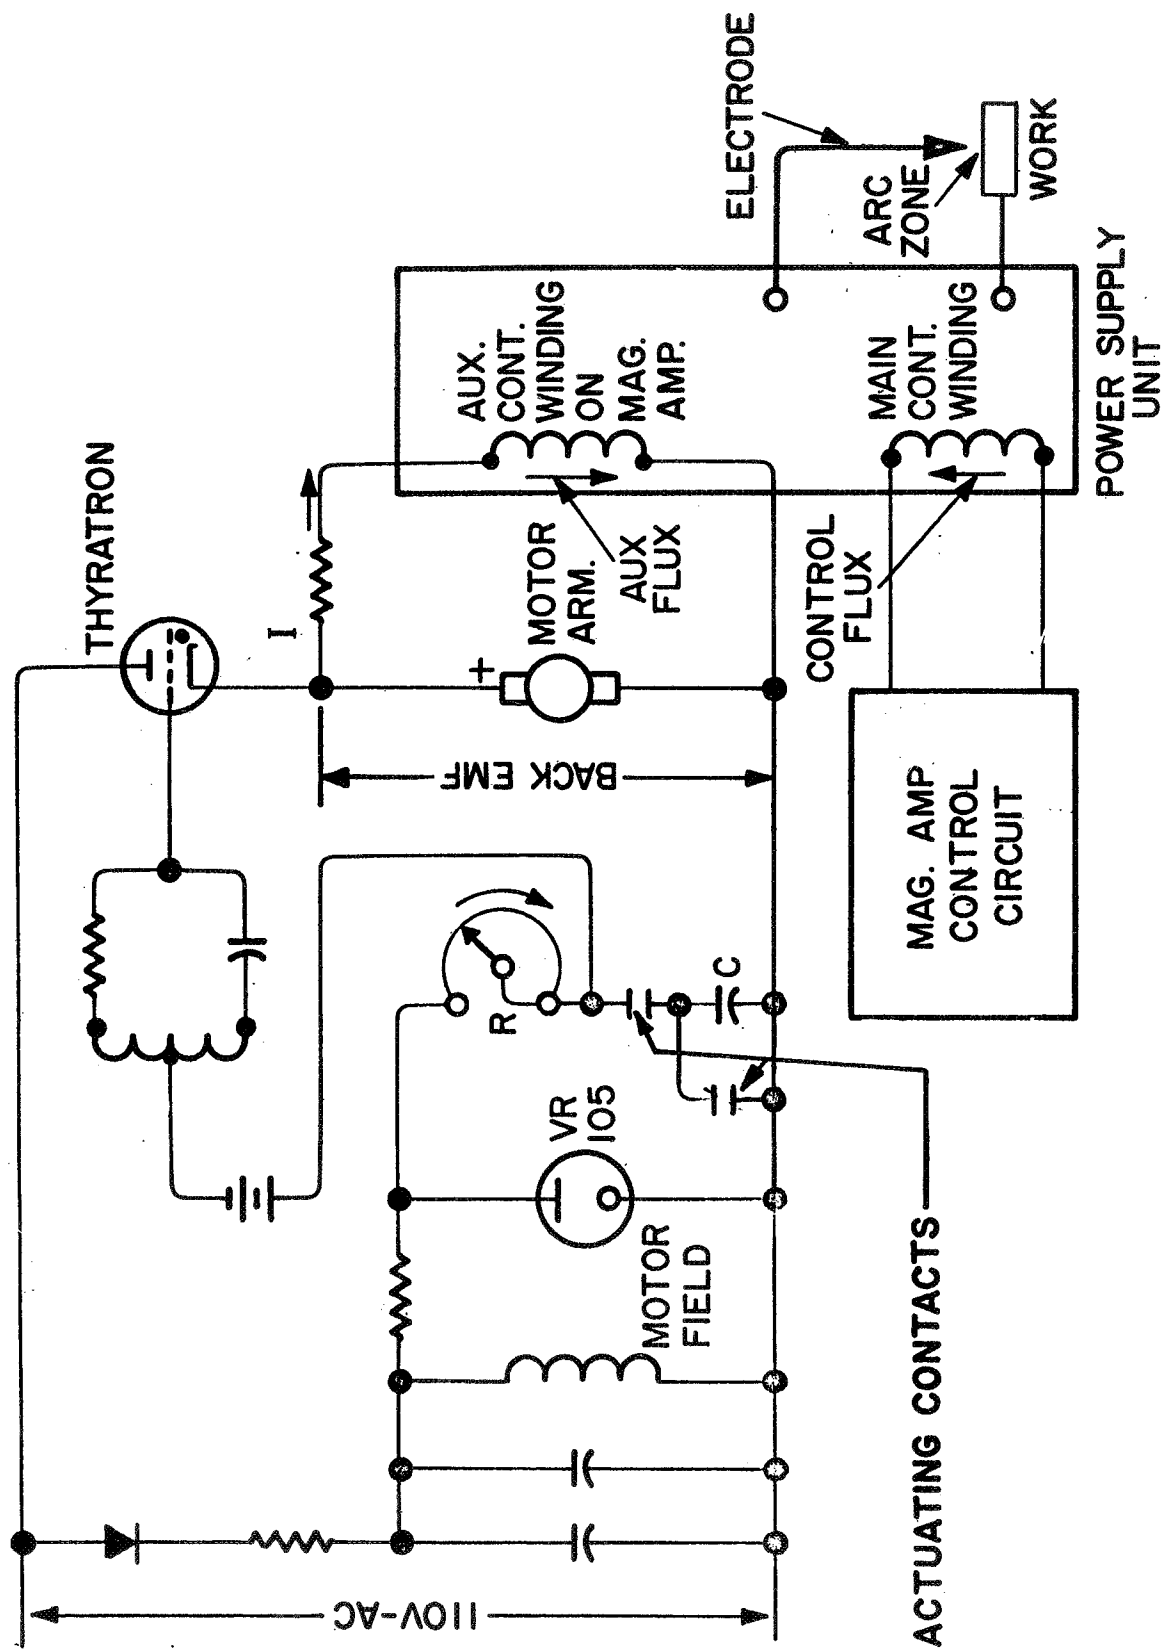 THYRATRON
I
110V-AC
BACK EMF
+
MOTOR
ARM.
AUX
FLUX
AUX.
CONT.
WINDING
ON
MAG.
AMP.
ELECTRODE
ARC
ZONE
WORK
MAIN
CONT.
WINDING
POWER SUPPLY
UNIT
CONTROL
FLUX
MAG. AMP
CONTROL
CIRCUIT
R
C
VR
105
MOTOR
FIELD
ACTUATING CONTACTS